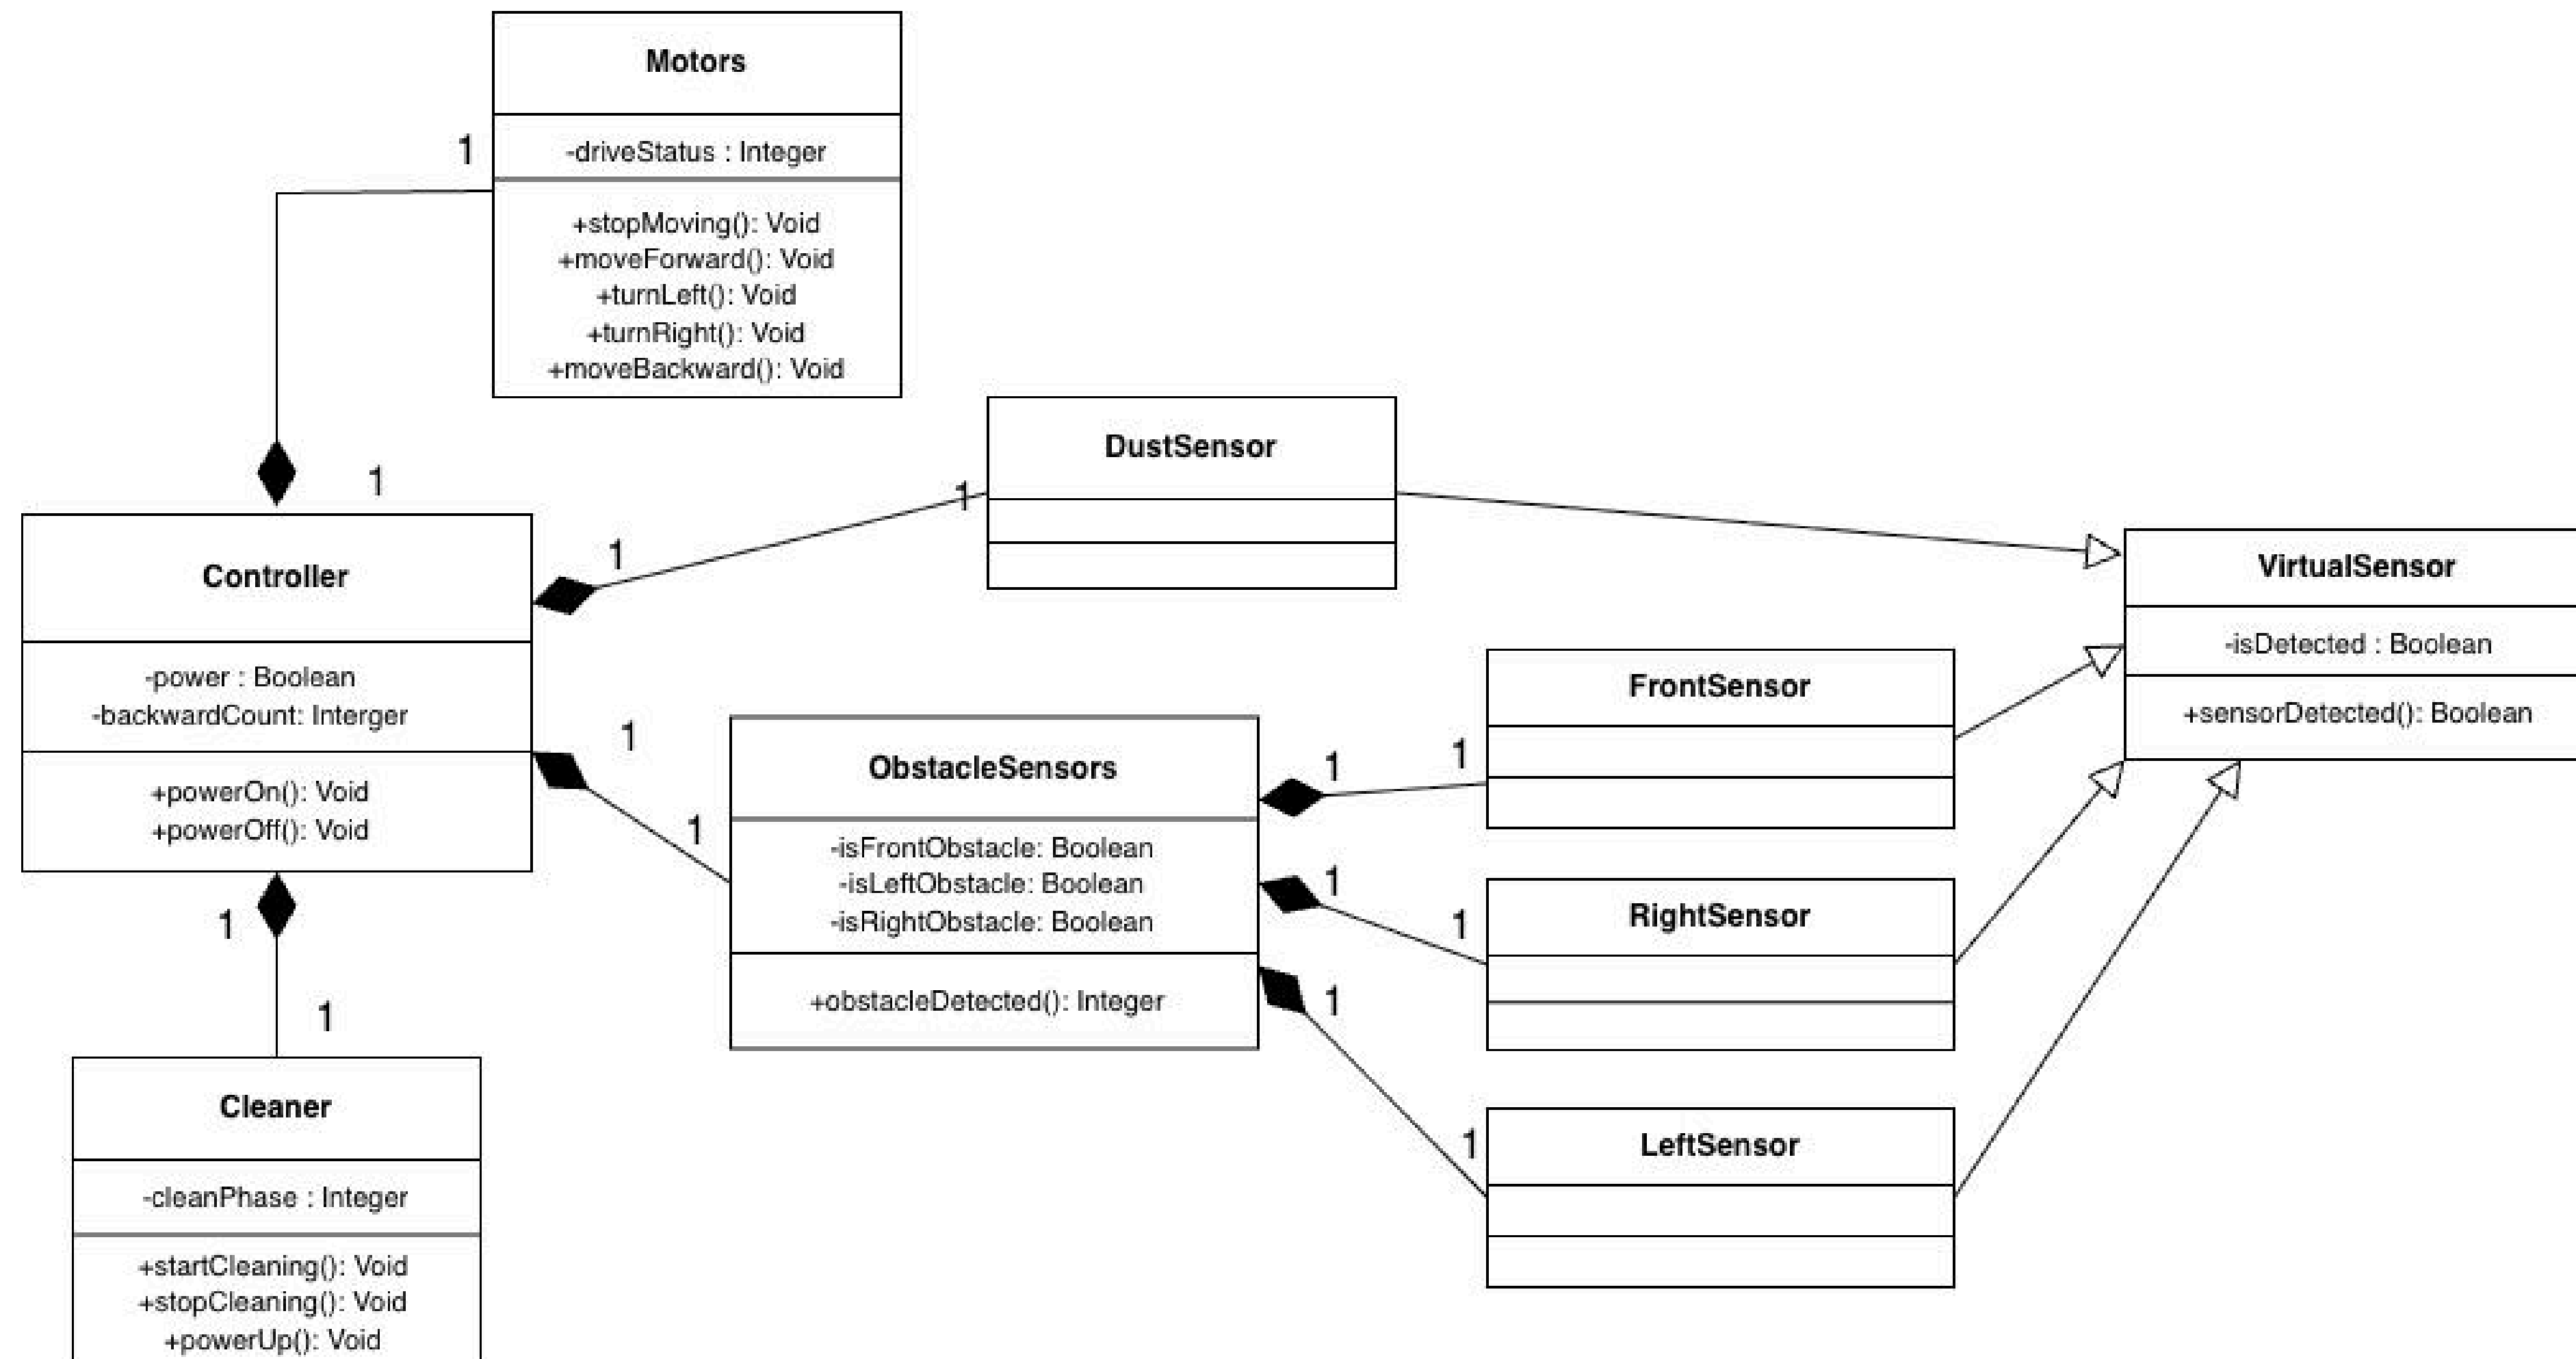 Motors
-driveStatus : Integer
+stopMoving(): Void
+moveForward(): Void
+turnLeft(): Void
+turnRight(): Void
+moveBackward(): Void
1
1
Controller
-power : Boolean
-backwardCount: Interger
+powerOn(): Void
+powerOff(): Void
1
1
DustSensor
1
1
ObstacleSensors
-isFrontObstacle: Boolean
-isLeftObstacle: Boolean
-isRightObstacle: Boolean
+obstacleDetected(): Integer
1
1
FrontSensor
1
1
RightSensor
1
1
LeftSensor
VirtualSensor
-isDetected : Boolean
+sensorDetected(): Boolean
1
1
Cleaner
-cleanPhase : Integer
+startCleaning(): Void
+stopCleaning(): Void
+powerUp(): Void